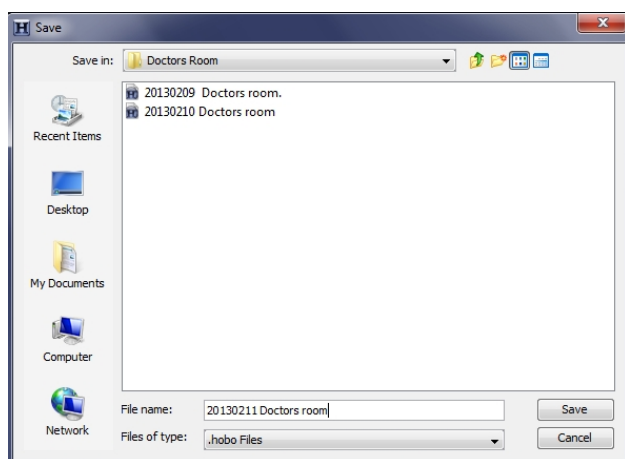 H Save
Save in: Doctors Room
20130209  Doctors room.
20130210 Doctors room
Recent Items
Desktop
My Documents
Computer
Network
File name: 20130211 Doctors room
Save
Files of type: .hobo Files
Cancel